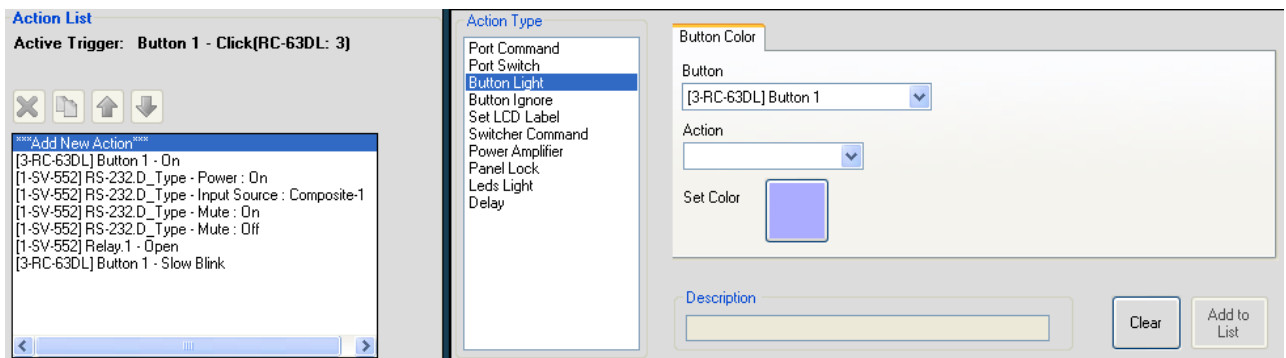 Action List
Active Trigger: Button 1 - Click(RC-63DL: 3)
***Add New Action***
[3-RC-63DL] Button 1 - On
[1-SV-552] RS-232.D_Type - Power : On
[1-SV-552] RS-232.D_Type - Input Source : Composite-1
[1-SV-552] RS-232.D_Type - Mute : On
[1-SV-552] RS-232.D_Type - Mute : Off
[1-SV-552] Relay.1 - Open
[3-RC-63DL] Button 1 - Slow Blink
Action Type
Port Command
Port Switch
Button Light
Button Ignore
Set LCD Label
Switcher Command
Power Amplifier
Panel Lock
Leds Light
Delay
Button Color
Button
[3-RC-63DL] Button 1
Action
Set Color
Description
Clear
Add to
List